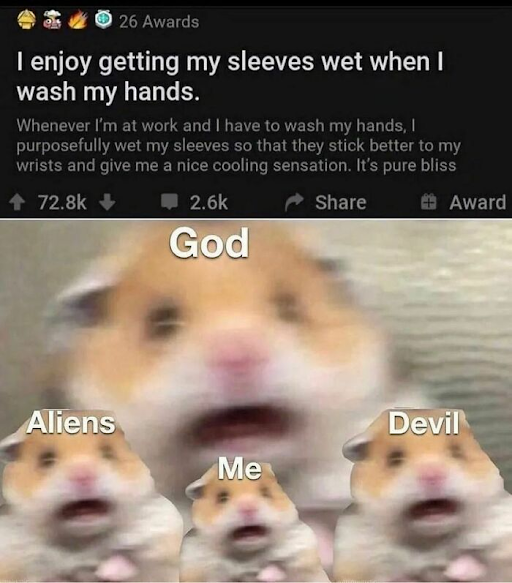 26 Awards
I enjoy getting my sleeves wet when I
wash my hands.
Whenever I'm at work and I have to wash my hands, I
purposefully wet my sleeves so that they stick better to my
wrists and give me a nice cooling sensation. It's pure bliss
72.8k 2.6k Share Award
God
Aliens
Devil
Me